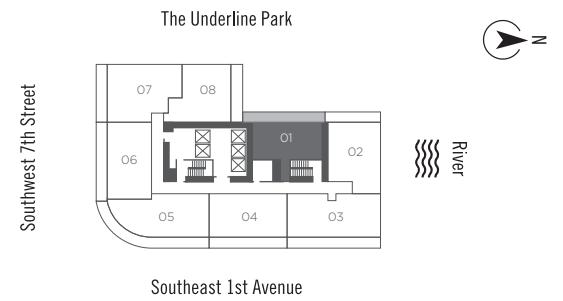 The Underline Park
N
Southwest 7th Street
07
08
01
02
06
River
05
04
03
Southeast 1st Avenue